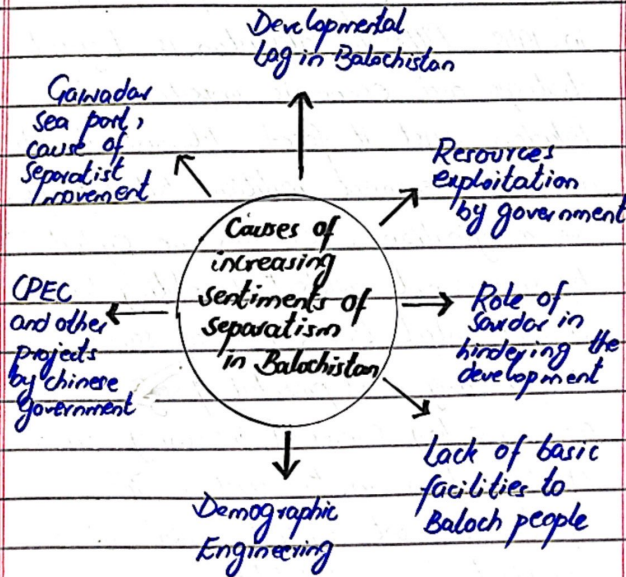 Developmental
Lag in Balochistan
Gawadar
sea port,
cause of
separatist
movement
Resources
exploitation
by government
Causes of
increasing
sentiments of
separatism
in Balochistan
CPEC
and other
projects
by chinese
government
Role of
sardar in
hindering the
development
Lack of basic
facilities to
Baloch people
Demographic
Engineering